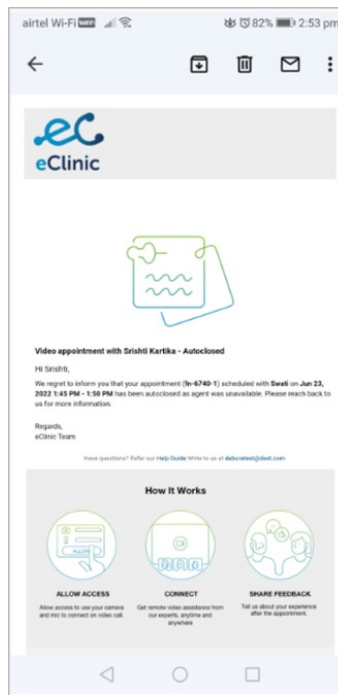 airtel Wi-Fi 82% 2:53 pm
eClinic
Video appointment with Srishti Kartika - Autoclosed
Hi Srishti,
We regret to inform you that your appointment (fn-6740-1) scheduled with Swati on Jun 23,
2022 1:45 PM - 1:50 PM has been autoclosed as agent was unavailable. Please reach back to
us for more information.
Regards,
eClinic Team
Have questions? Refer our Help Guide Write to us at deboratest@dest.com
How It Works
ALLOW
ALLOW ACCESS CONNECT SHARE FEEDBACK
Allow access to use your camera Get remote video assistance from Tell us about your experience
and mic to connect on video call. our experts, anytime and after the appointment.
anywhere